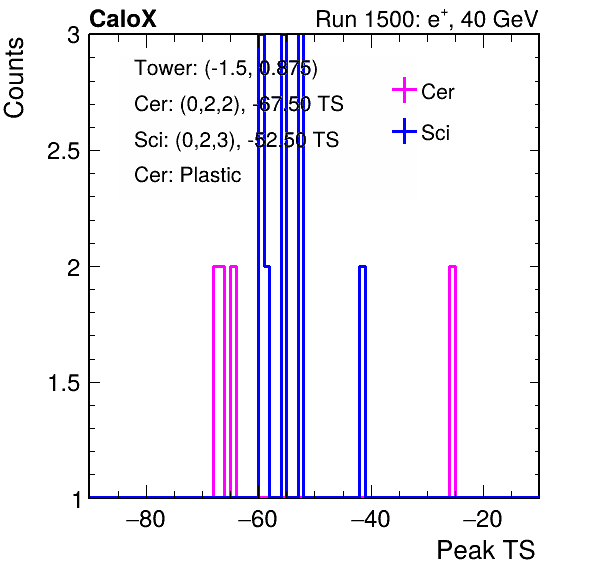 CaloX Run 1500: e+, 40 GeV
Counts
3
2.5
2
1.5
1
Tower: (-1.5, 0.875)
Cer: (0,2,2), -67.50 TS
Sci: (0,2,3), -52.50 TS
Cer: Plastic
Cer
Sci
−80 −60 −40 −20
Peak TS